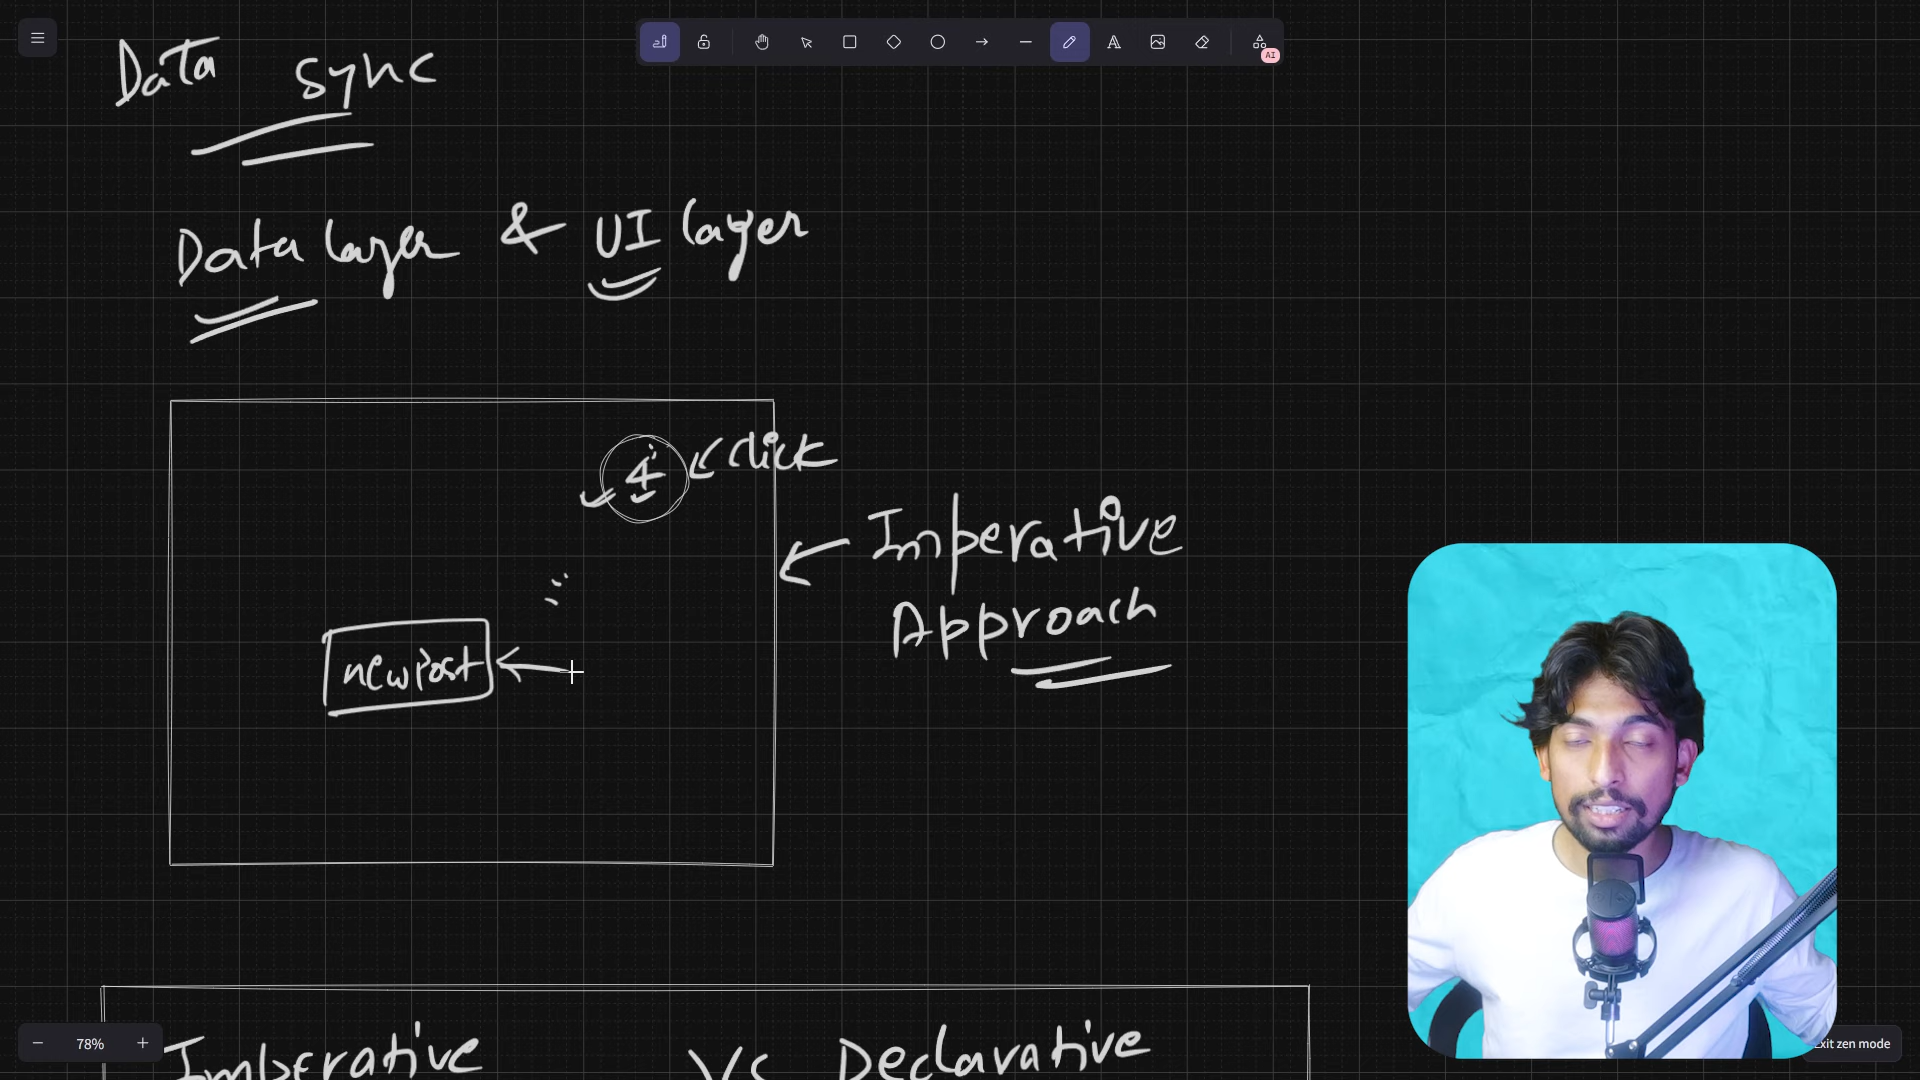 AI
Data sync
Data layer & UI layer
4
click
Imperative
Approach
newPost
Imperative Vs Declarative
78%
Exit zen mode